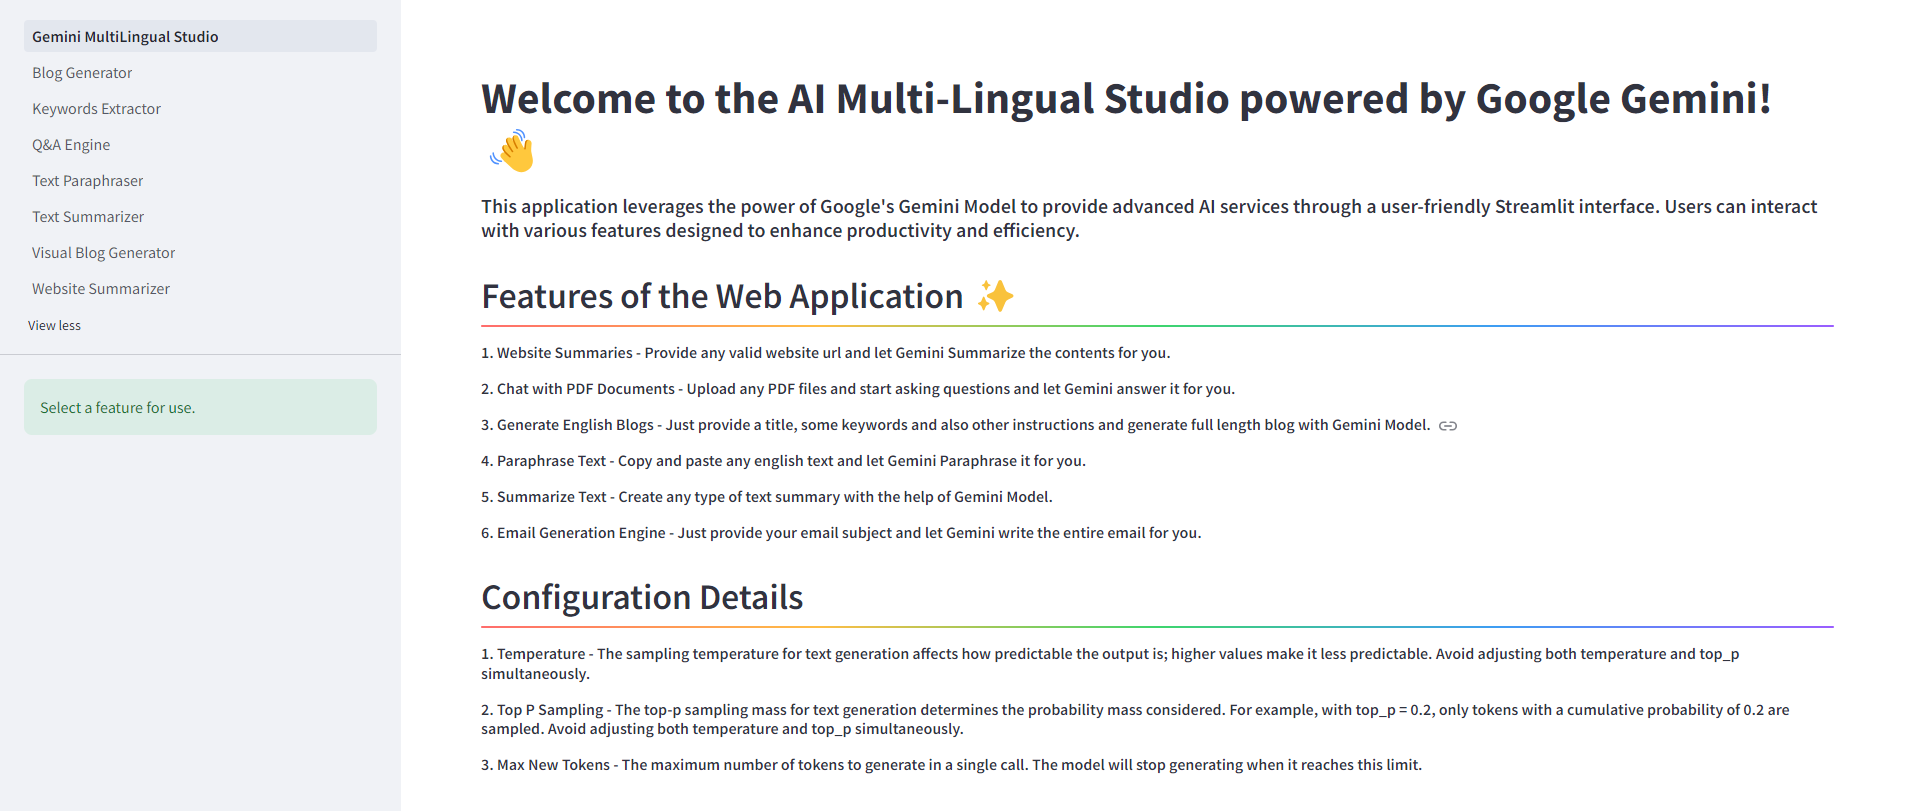 Gemini MultiLingual Studio
Blog Generator
Keywords Extractor
Q&A Engine
Text Paraphraser
Text Summarizer
Visual Blog Generator
Website Summarizer
View less
Select a feature for use.
Welcome to the AI Multi-Lingual Studio powered by Google Gemini!
👋
This application leverages the power of Google's Gemini Model to provide advanced AI services through a user-friendly Streamlit interface. Users can interact
with various features designed to enhance productivity and efficiency.
Features of the Web Application ✨
1. Website Summaries - Provide any valid website url and let Gemini Summarize the contents for you.
2. Chat with PDF Documents - Upload any PDF files and start asking questions and let Gemini answer it for you.
3. Generate English Blogs - Just provide a title, some keywords and also other instructions and generate full length blog with Gemini Model.
4. Paraphrase Text - Copy and paste any english text and let Gemini Paraphrase it for you.
5. Summarize Text - Create any type of text summary with the help of Gemini Model.
6. Email Generation Engine - Just provide your email subject and let Gemini write the entire email for you.
Configuration Details
1. Temperature - The sampling temperature for text generation affects how predictable the output is; higher values make it less predictable. Avoid adjusting both temperature and top_p
simultaneously.
2. Top P Sampling - The top-p sampling mass for text generation determines the probability mass considered. For example, with top_p = 0.2, only tokens with a cumulative probability of 0.2 are
sampled. Avoid adjusting both temperature and top_p simultaneously.
3. Max New Tokens - The maximum number of tokens to generate in a single call. The model will stop generating when it reaches this limit.